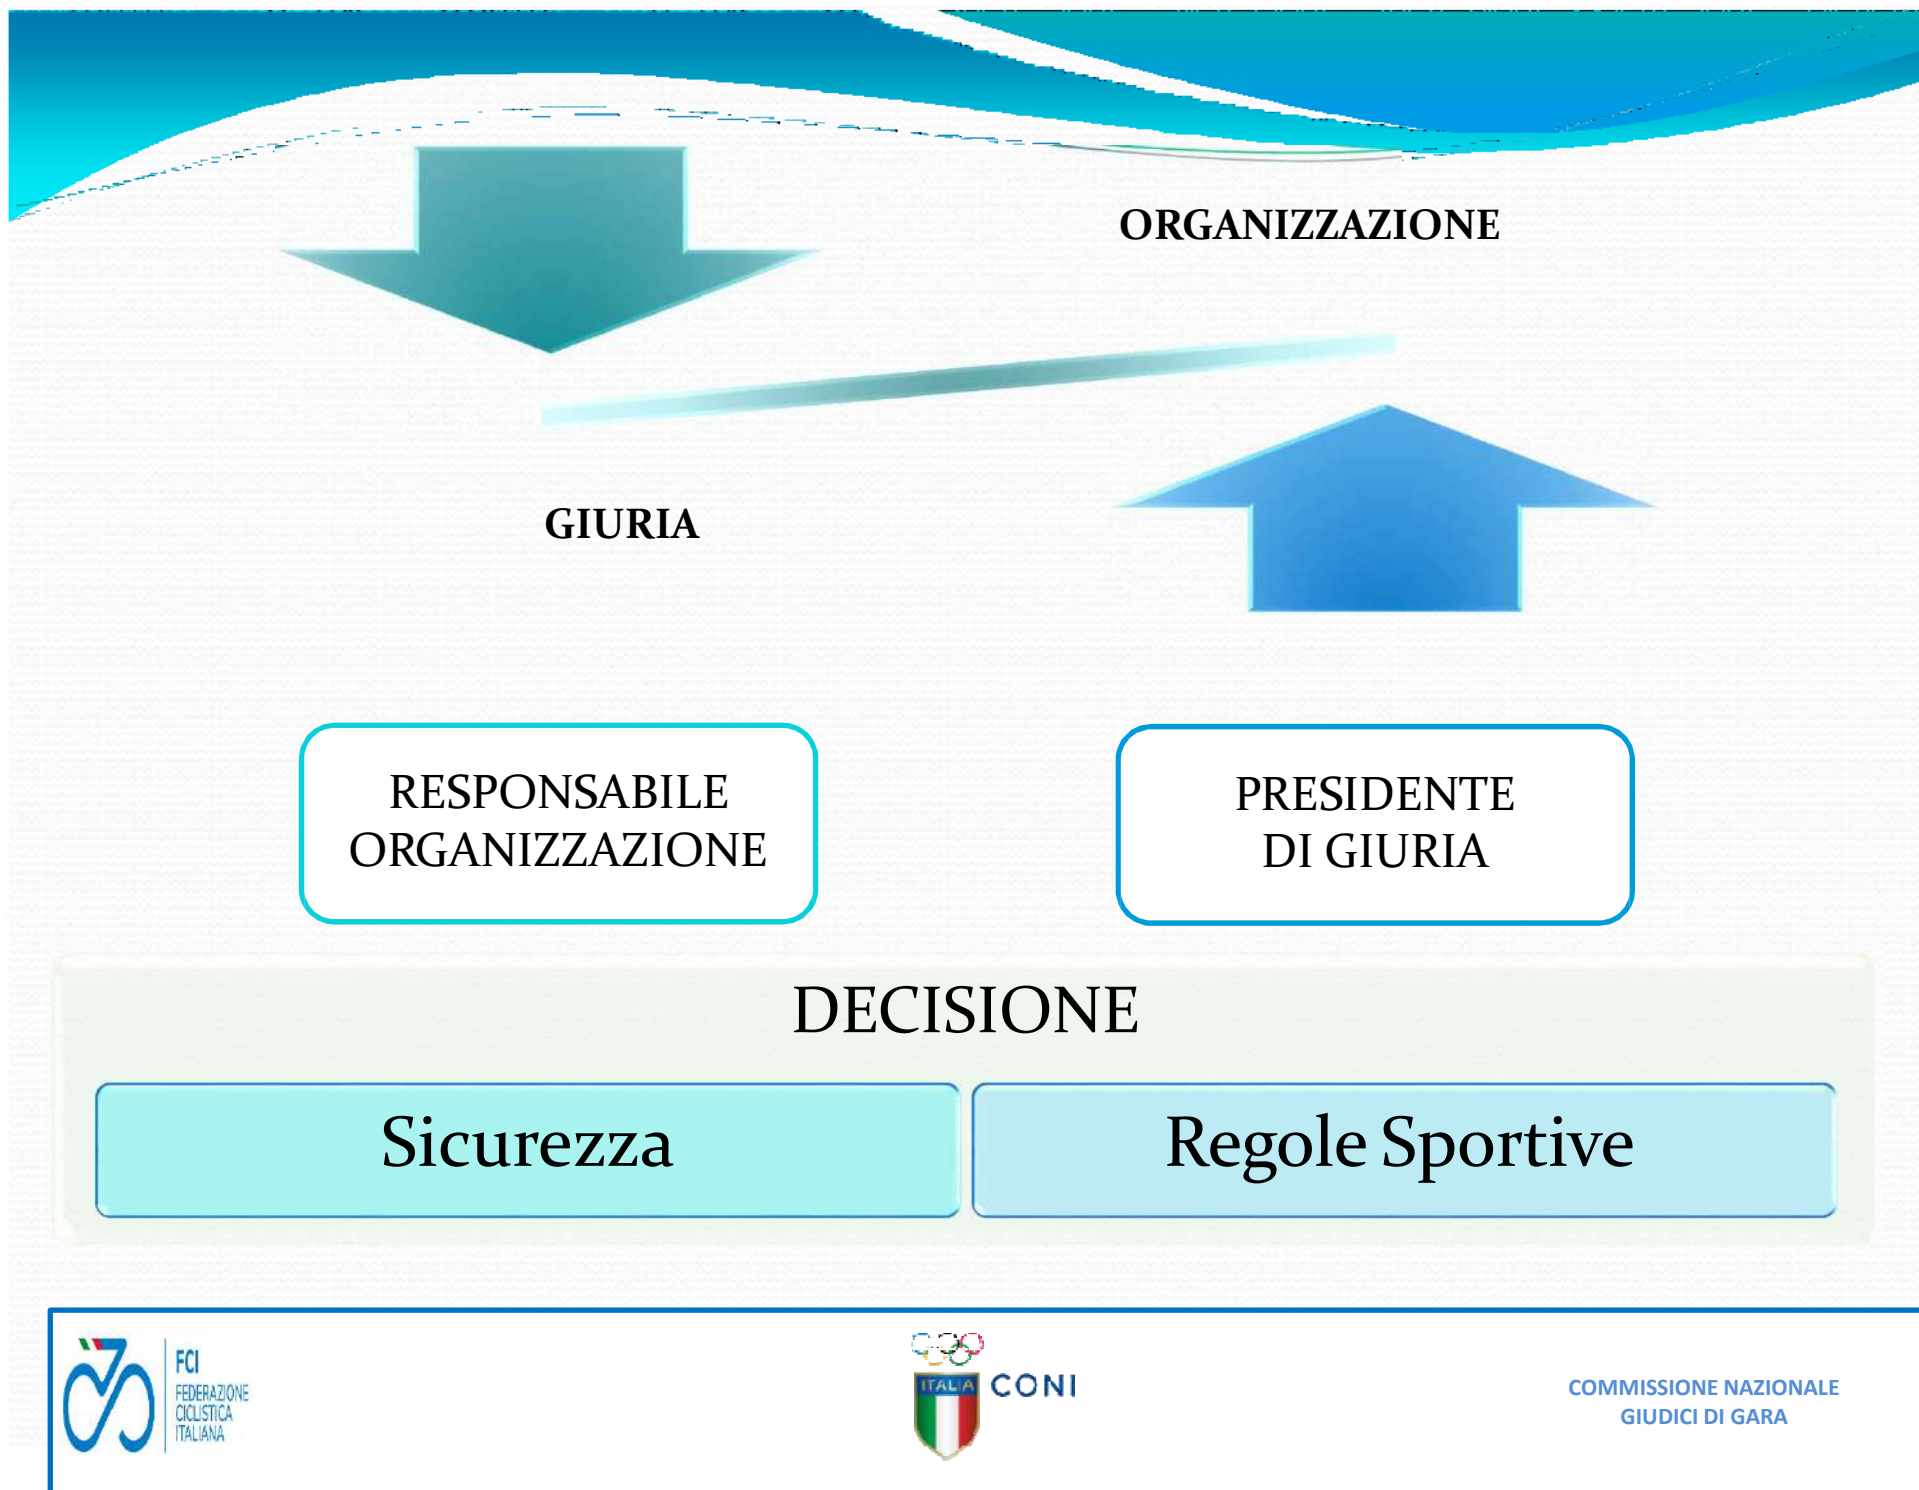 ORGANIZZAZIONE
GIURIA
RESPONSABILE
ORGANIZZAZIONE
PRESIDENTE
DI GIURIA
DECISIONE
Sicurezza
Regole Sportive
FCI
FEDERAZIONE
CICLISTICA
ITALIANA
ITALIA
CONI
COMMISSIONE NAZIONALE
GIUDICI DI GARA